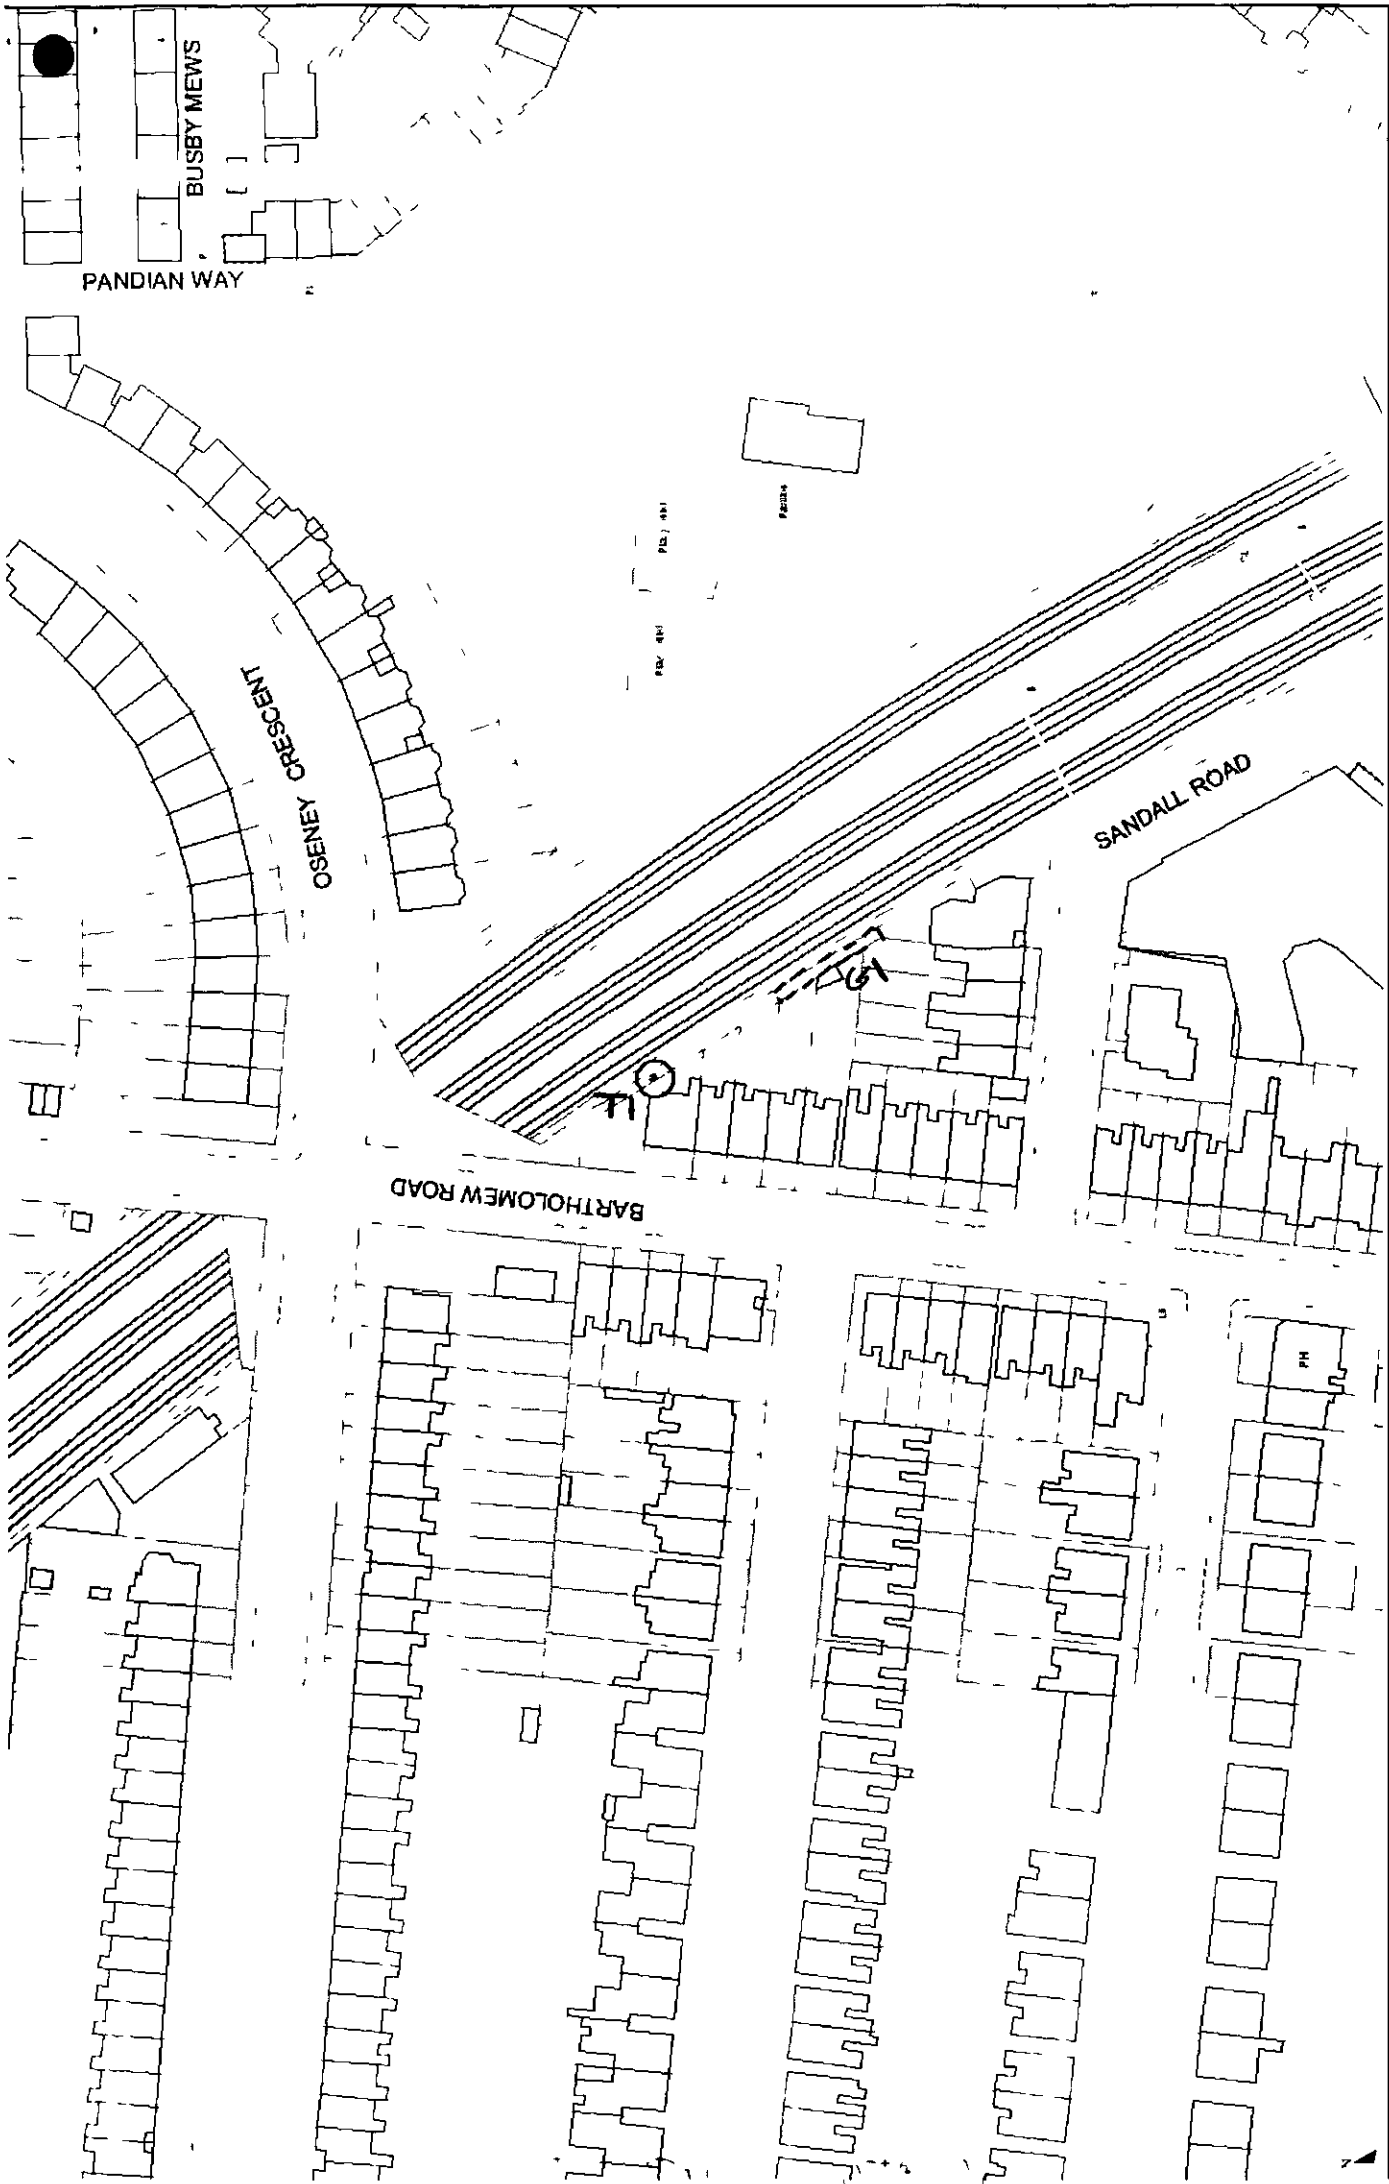 BUSBY MEWS
PANDIAN WAY
OSENEY CRESCENT
SANDALL ROAD
G1
T1
BARTHOLOMEW ROAD
PH